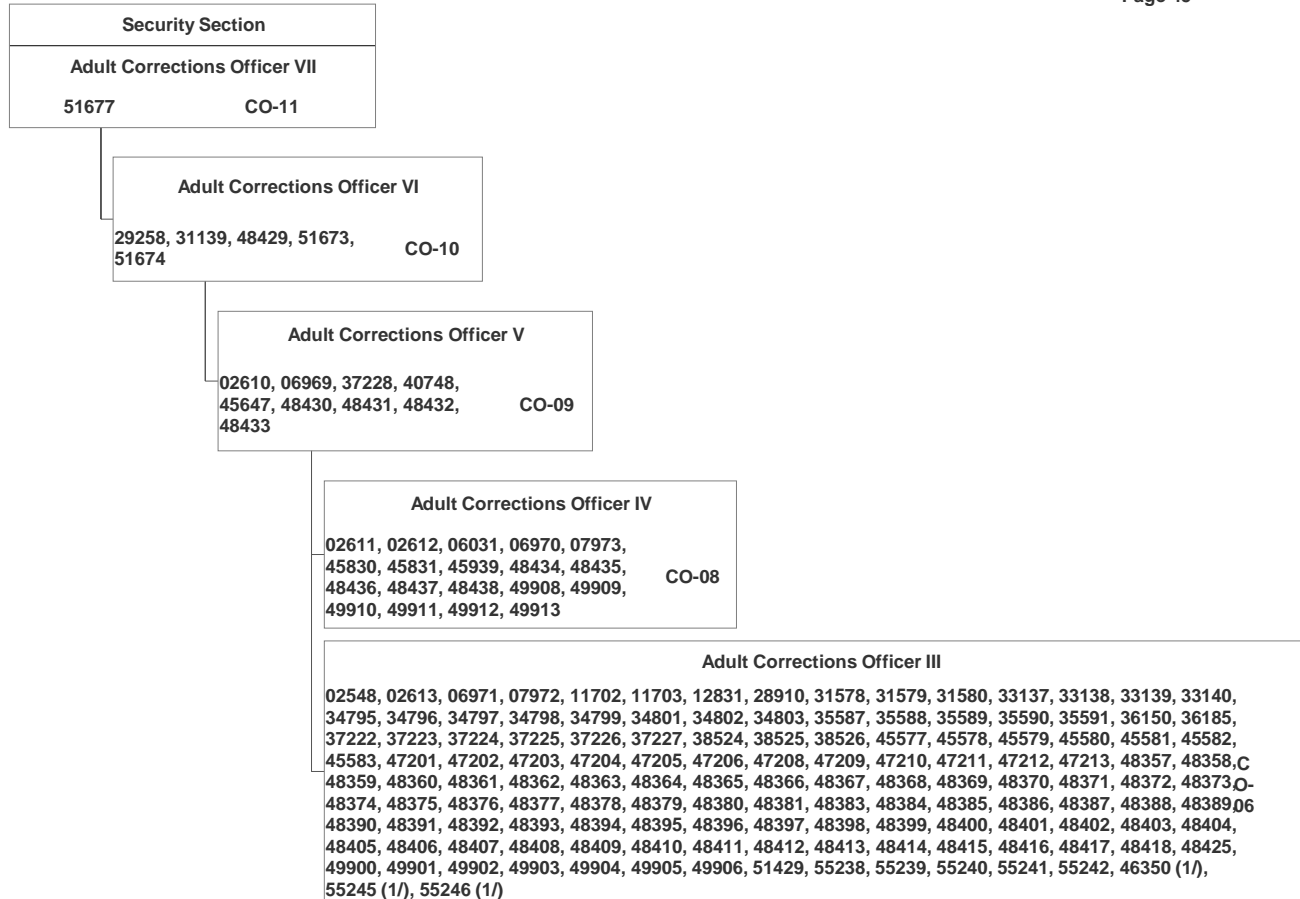 Security Section
Adult Corrections Officer VII
51677 CO-11
Adult Corrections Officer VI
29258, 31139, 48429, 51673,
51674
CO-10
Adult Corrections Officer V
02610, 06969, 37228, 40748,
45647, 48430, 48431, 48432,
48433
CO-09
Adult Corrections Officer IV
02611, 02612, 06031, 06970, 07973,
45830, 45831, 45939, 48434, 48435,
48436, 48437, 48438, 49908, 49909,
49910, 49911, 49912, 49913
CO-08
Adult Corrections Officer III
02548, 02613, 06971, 07972, 11702, 11703, 12831, 28910, 31578, 31579, 31580, 33137, 33138, 33139, 33140,
34795, 34796, 34797, 34798, 34799, 34801, 34802, 34803, 35587, 35588, 35589, 35590, 35591, 36150, 36185,
37222, 37223, 37224, 37225, 37226, 37227, 38524, 38525, 38526, 45577, 45578, 45579, 45580, 45581, 45582,
45583, 47201, 47202, 47203, 47204, 47205, 47206, 47208, 47209, 47210, 47211, 47212, 47213, 48357, 48358,
48359, 48360, 48361, 48362, 48363, 48364, 48365, 48366, 48367, 48368, 48369, 48370, 48371, 48372, 48373,
48374, 48375, 48376, 48377, 48378, 48379, 48380, 48381, 48383, 48384, 48385, 48386, 48387, 48388, 48389,
48390, 48391, 48392, 48393, 48394, 48395, 48396, 48397, 48398, 48399, 48400, 48401, 48402, 48403, 48404,
48405, 48406, 48407, 48408, 48409, 48410, 48411, 48412, 48413, 48414, 48415, 48416, 48417, 48418, 48425,
49900, 49901, 49902, 49903, 49904, 49905, 49906, 51429, 55238, 55239, 55240, 55241, 55242, 46350 (1/),
55245 (1/), 55246 (1/)
C
O-
06